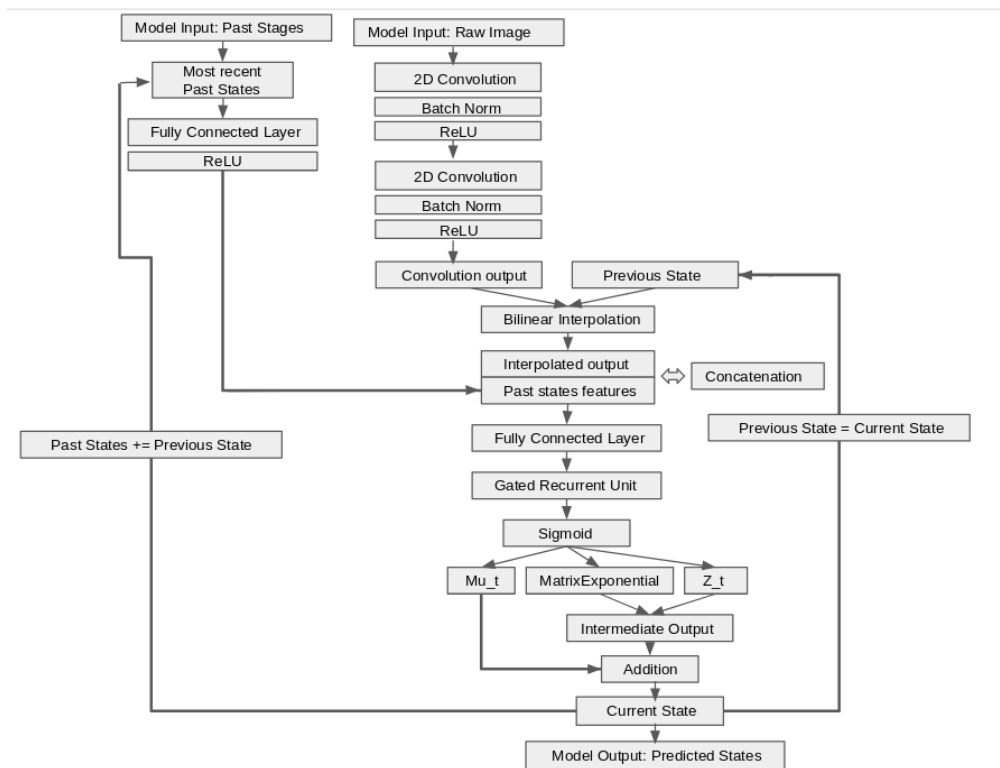 Model Input: Past Stages
Most recent
Past States
Fully Connected Layer
ReLU
Model Input: Raw Image
2D Convolution
Batch Norm
ReLU
2D Convolution
Batch Norm
ReLU
Convolution output
Previous State
Bilinear Interpolation
Interpolated output
Past states features
Concatenation
Past States += Previous State
Previous State = Current State
Fully Connected Layer
Gated Recurrent Unit
Sigmoid
Mu_t
MatrixExponential
Z_t
Intermediate Output
Addition
Current State
Model Output: Predicted States